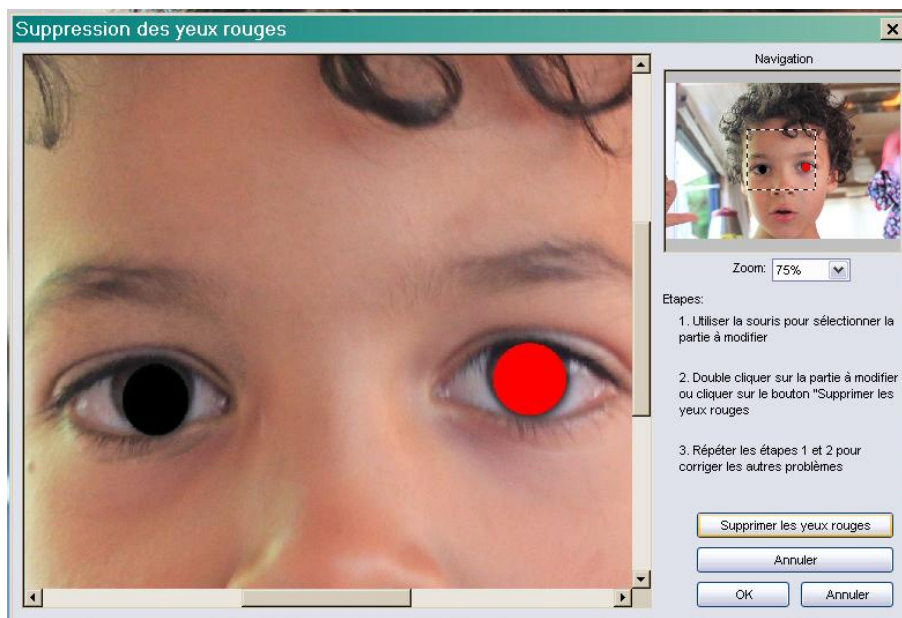 Suppression des yeux rouges
Navigation
Zoom: 75%
Etapes:
1. Utiliser la souris pour sélectionner la
partie à modifier
2. Double cliquer sur la partie à modifier
ou cliquer sur le bouton "Supprimer les
yeux rouges
3. Répéter les étapes 1 et 2 pour
corriger les autres problèmes
Supprimer les yeux rouges
Annuler
OK Annuler